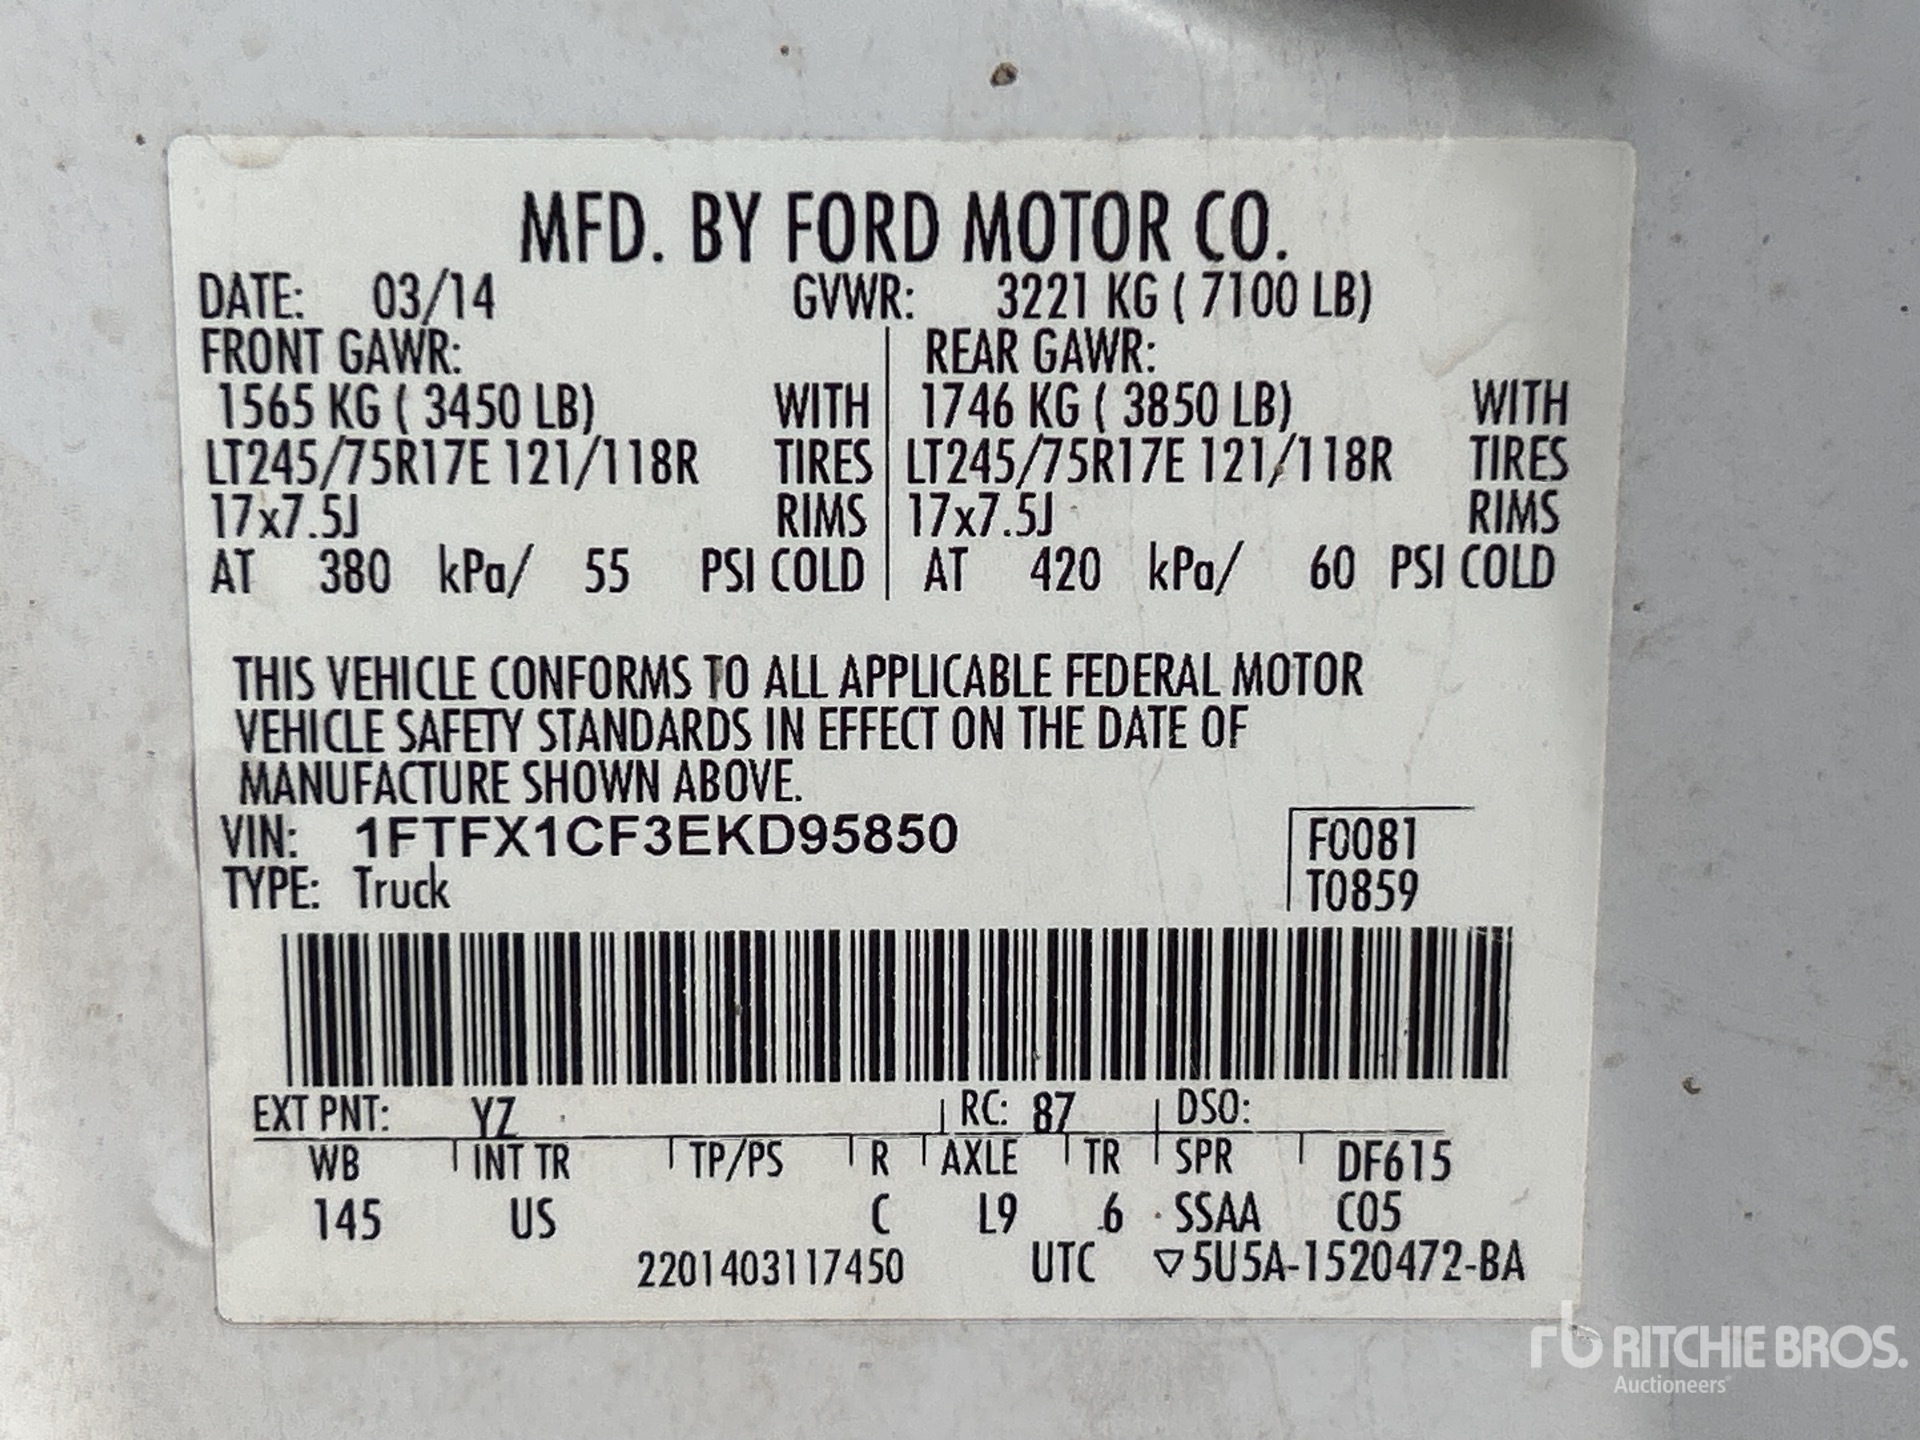 MFD. BY FORD MOTOR CO.
DATE: 03/14 GVWR: 3221 KG ( 7100 LB)
FRONT GAWR: REAR GAWR:
1565 KG ( 3450 LB) WITH 1746 KG ( 3850 LB) WITH
LT245/75R17E 121/118R TIRES LT245/75R17E 121/118R TIRES
17x7.5J RIMS 17x7.5J RIMS
AT 380 kPa/ 55 PSI COLD AT 420 kPa/ 60 PSI COLD
THIS VEHICLE CONFORMS TO ALL APPLICABLE FEDERAL MOTOR
VEHICLE SAFETY STANDARDS IN EFFECT ON THE DATE OF
MANUFACTURE SHOWN ABOVE.
VIN: 1FTFX1CF3EKD95850 F0081
TYPE: Truck T0859
EXT PNT: YZ RC: 87 DSO:
WB INT TR TP/PS R AXLE TR SPR DF615
145 US C L9 6 SSAA C05
2201403117450 UTC ▽5U5A-1520472-BA
rb RITCHIE BROS.
Auctioneers